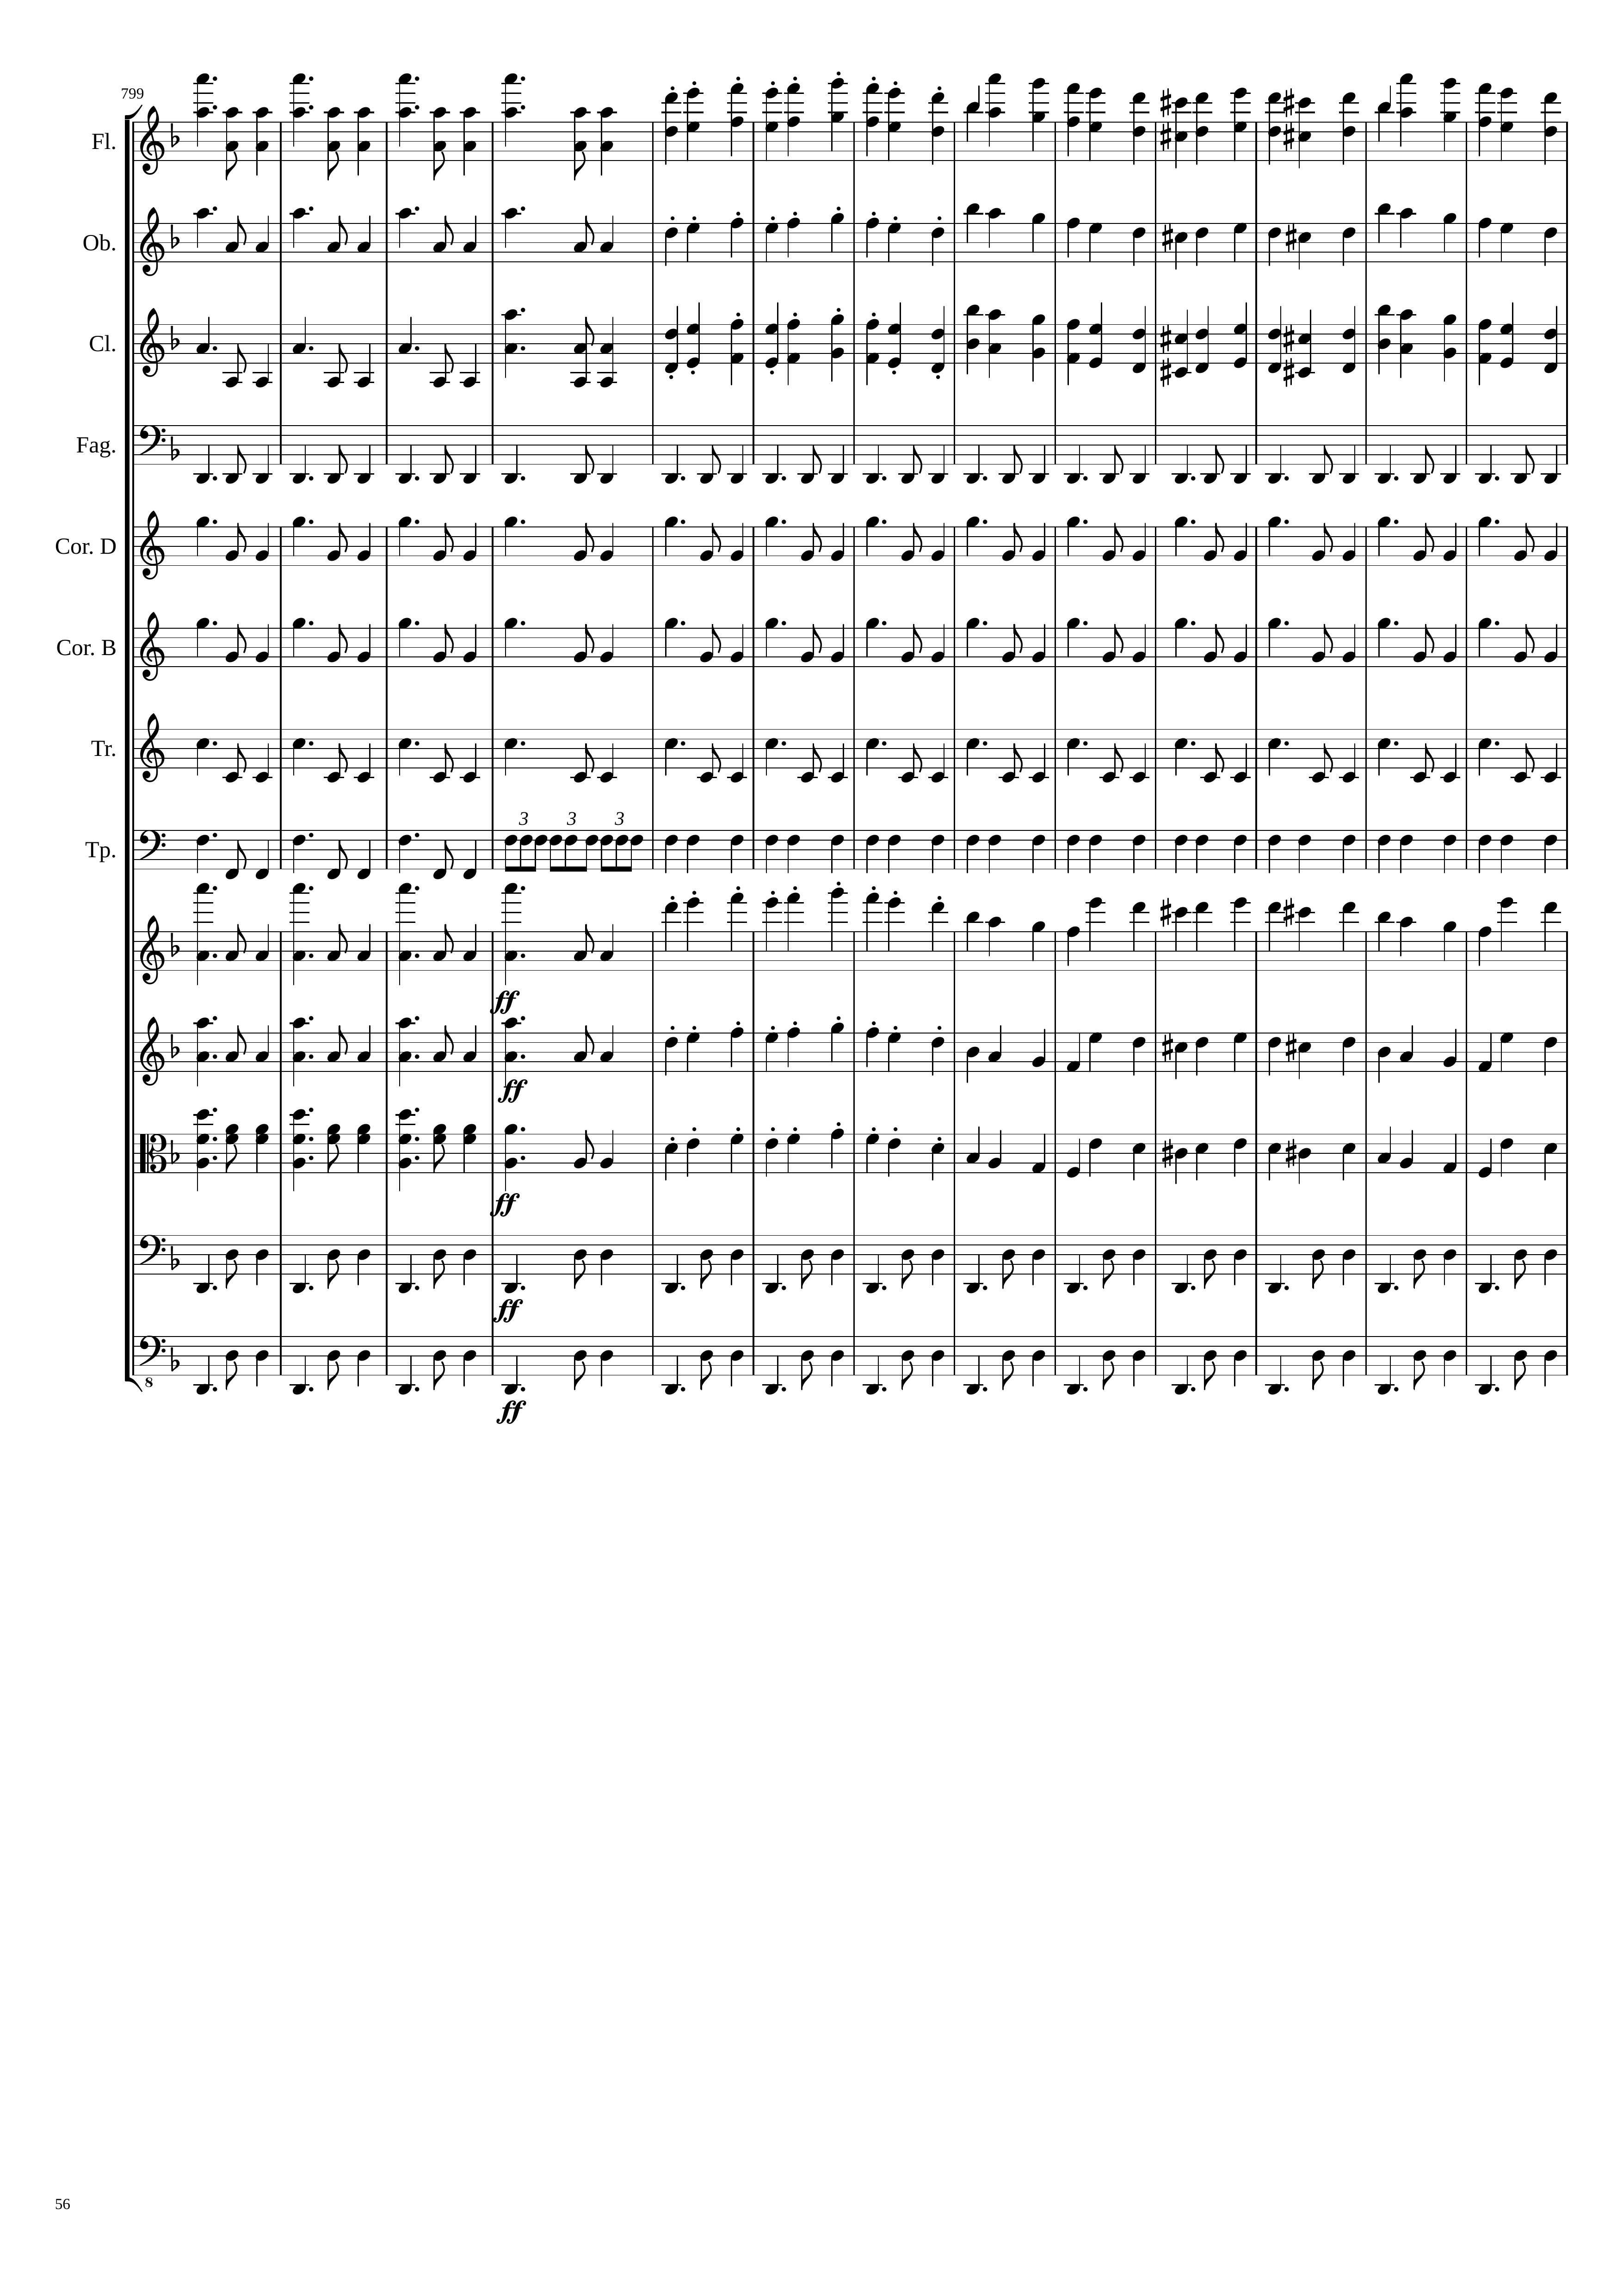 799
Fl.
Ob.
Cl.
Fag.
Cor. D
Cor. B
Tr.
3 3 3
Tp.
ff
ff
ff
ff
8
ff
56